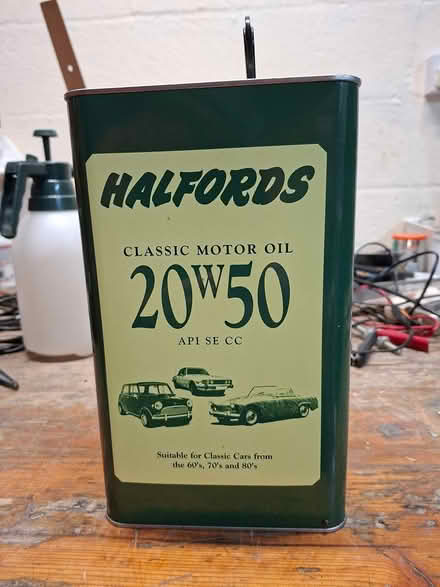 HALFORDS
CLASSIC MOTOR OIL
20W50
API SE CC
Suitable for Classic Cars from
the 60's, 70's and 80's